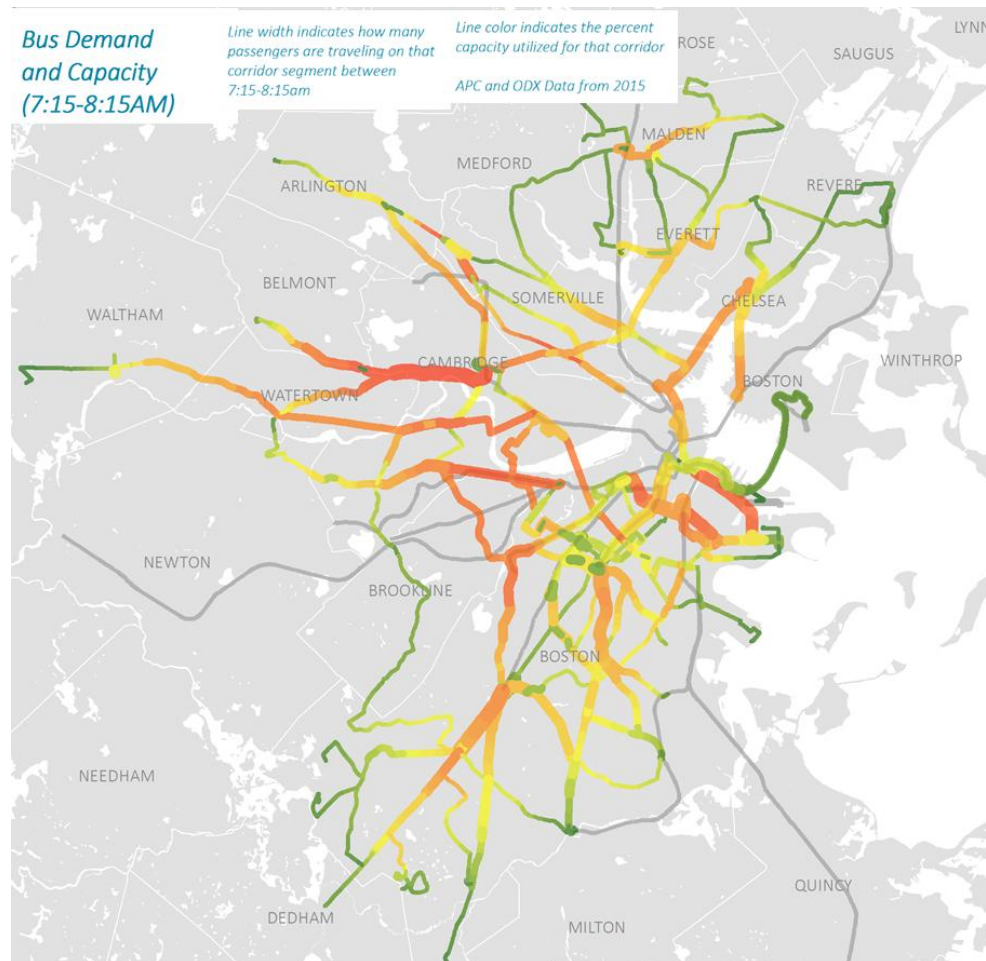 Bus Demand
and Capacity
(7:15-8:15AM)
Line width indicates how many
passengers are traveling on that
corridor segment between
7:15-8:15am
Line color indicates the percent
capacity utilized for that corridor
APC and ODX Data from 2015
ROSE
LYNN
SAUGUS
MALDEN
MEDFORD
ARLINGTON
REVERE
EVERETT
BELMONT
SOMERVILLE
CHELSEA
WALTHAM
CAMBRIDGE
WINTHROP
BOSTON
WATERTOWN
NEWTON
BROOKLINE
BOSTON
NEEDHAM
QUINCY
DEDHAM
MILTON